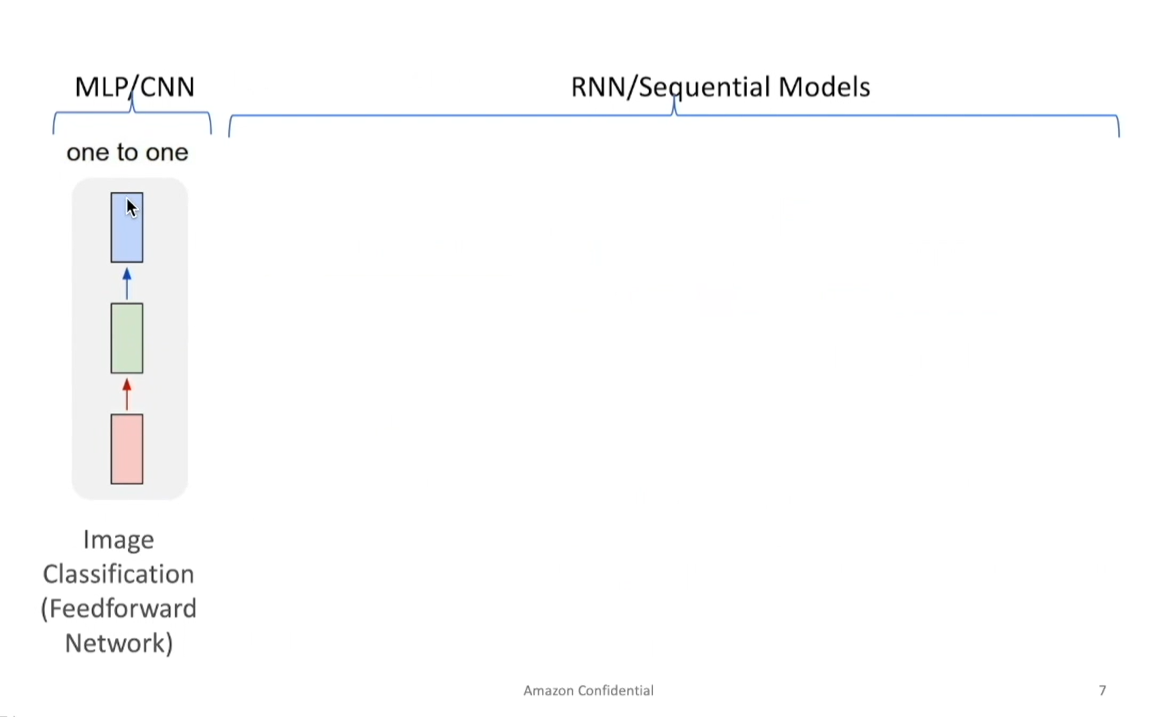 MLP/CNN
RNN/Sequential Models
one to one
Image
Classification
(Feedforward
Network)
Amazon Confidential
7